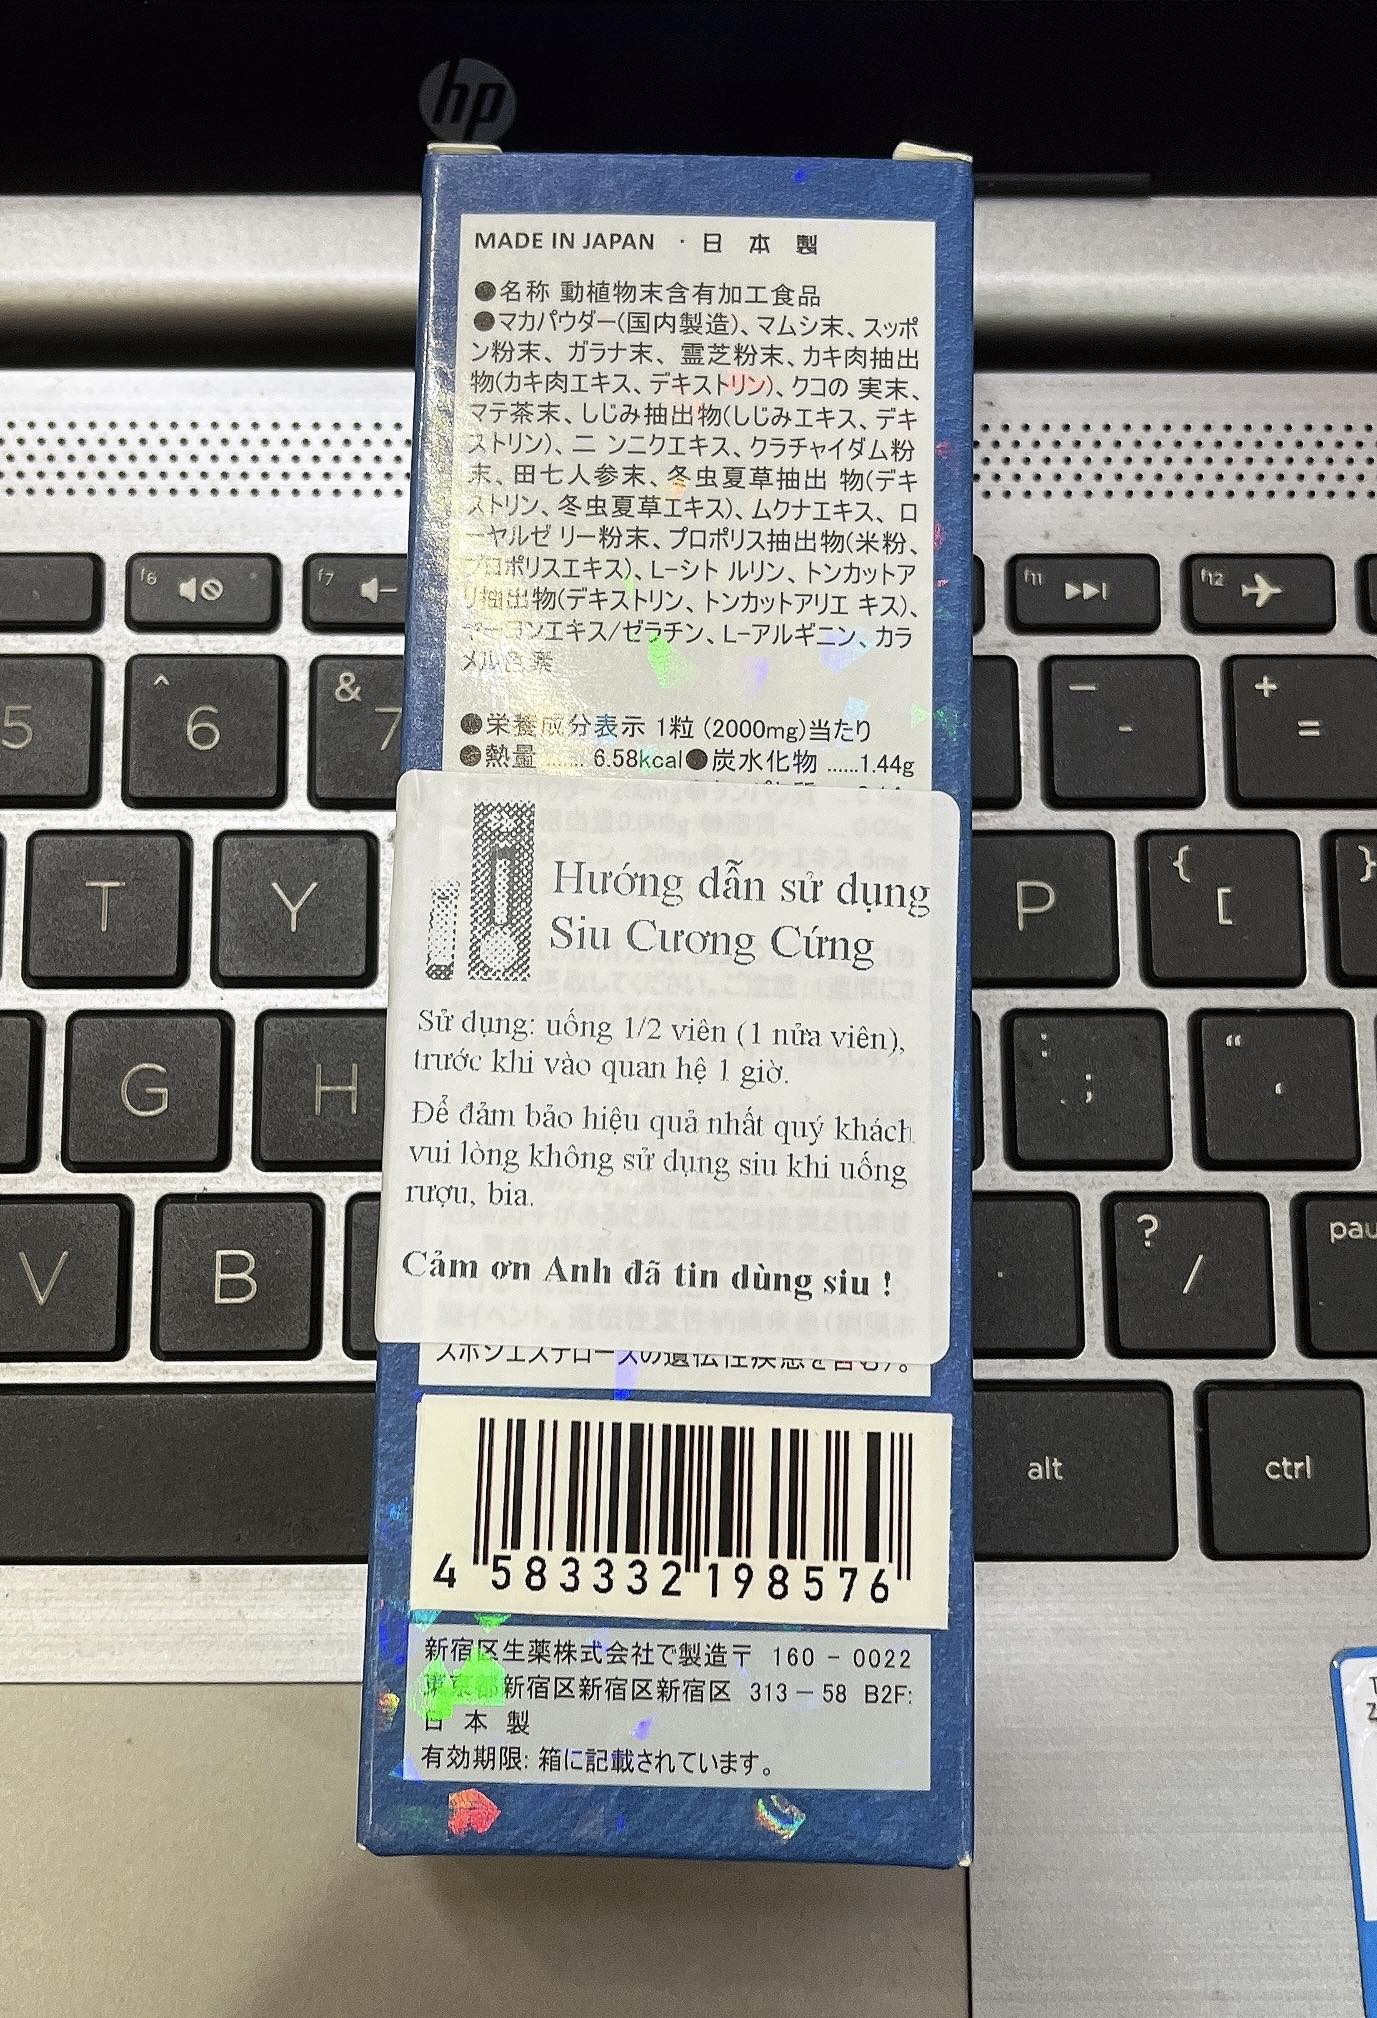 hp
MADE IN JAPAN ・日 本 製
●名称 動植物末含有加工食品
●マカパウダー(国内製造)、マムシ末、スッポ
ン粉末、ガラナ末、霊芝粉末、カキ肉抽出
物(カキ肉エキス、デキストリン)、クコの 実末、
マテ茶末、しじみ抽出物(しじみエキス、デキ
ストリン)、ニ ンニクエキス、クラチャイダム粉
末、田七人参末、冬虫夏草抽出 物(デキ
ストリン、冬虫夏草エキス)、ムクナエキス、ロ
ーヤルゼ リー粉末、プロポリス抽出物(米粉、
プロポリスエキス)、L-シト ルリン、トンカットア
リ抽出物(デキストリン、トンカットアリエ キス)、
エキス/ゼラチン、L-アルギニン、カラ
メル色素
●栄養成分表示 1粒 (2000mg)当たり
●熱量 ...... 6.58kcal●炭水化物 ......1.44g
Hướng dẫn sử dụng
Siu Cương Cứng
Sử dụng: uống 1/2 viên (1 nửa viên),
trước khi vào quan hệ 1 giờ.
Để đảm bảo hiệu quả nhất quý khách
vui lòng không sử dụng siu khi uống
rượu, bia.
Cảm ơn Anh đã tin dùng siu !
4 583332 198576
新宿区生薬株式会社で製造〒 160 - 0022
東京都新宿区新宿区新宿区 313-58 B2F:
日 本 製
有効期限: 箱に記載されています。
f6
f7
f11
f12
5
^
6
&
7
-
-
+
=
T
Y
P
{
[
}
G
H
:
;
“
‘
V
B
.
?
/
pau
alt
ctrl